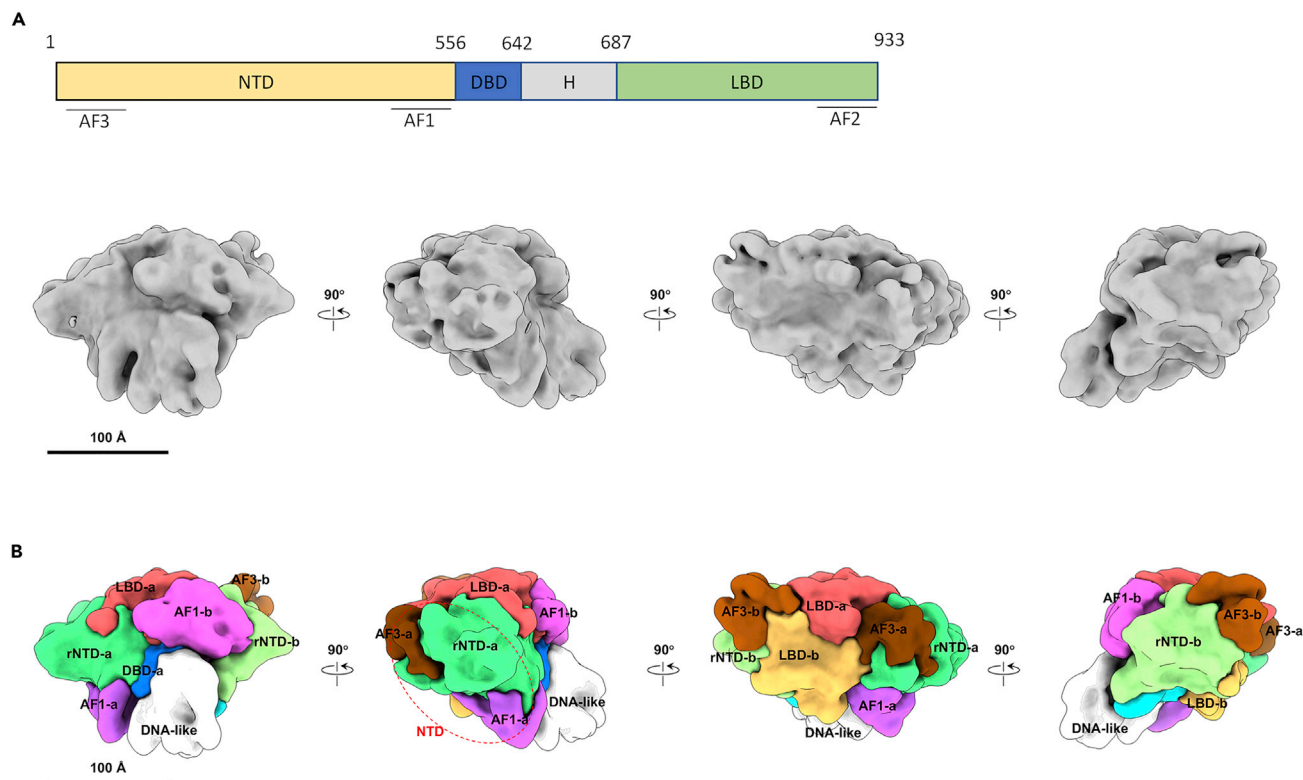 A
1 556 642 687 933
NTD DBD H LBD
AF3 AF1 AF2
90° 90° 90°
100 Å
B
LBD-a AF3-b AF1-b rNTD-a rNTD-b DBD-a AF1-a DNA-like
90°
LBD-a AF1-b AF3-a rNTD-a DNA-like AF1-a NTD
90°
AF3-b LBD-a AF3-a rNTD-b LBD-b rNTD-a AF1-a DNA-like
90°
AF1-b AF3-b AF3-a rNTD-b LBD-b DNA-like
100 Å